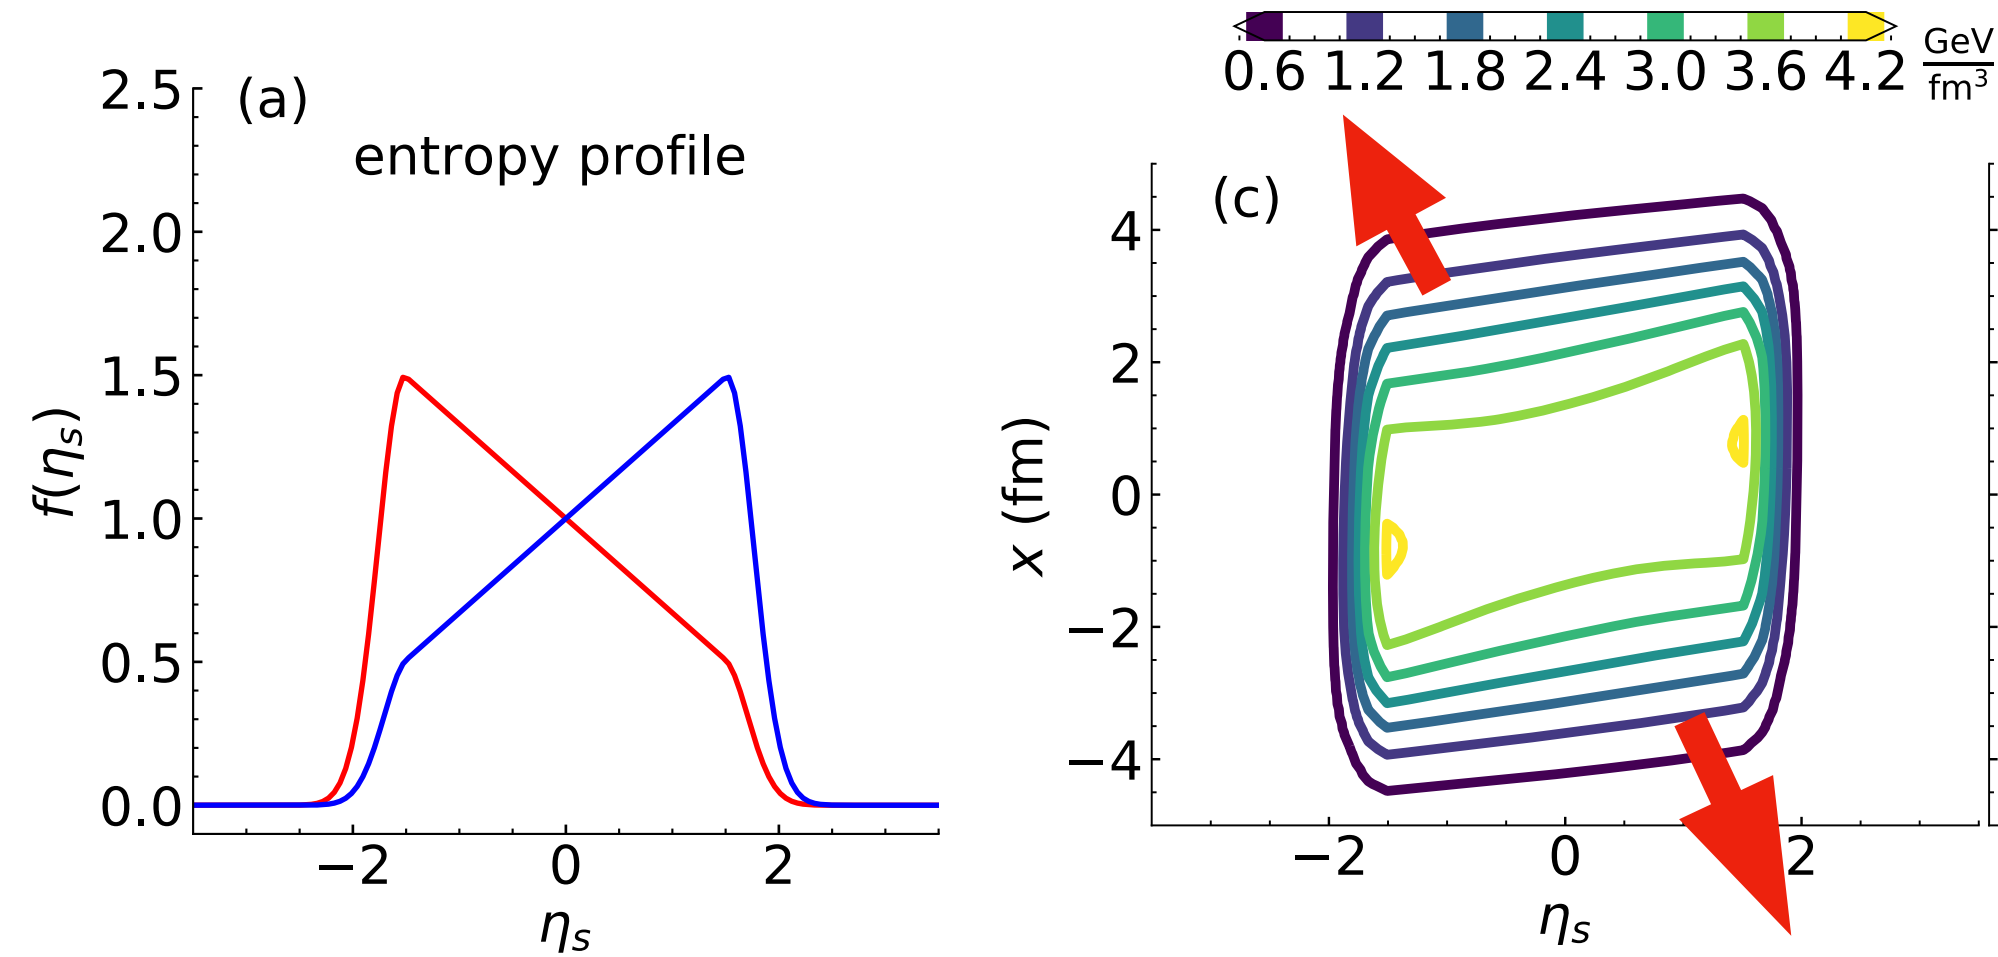 (a)
entropy profile
2.5
2.0
1.5
1.0
0.5
0.0
f(ηs)
−2 0 2
ηs
0.6 1.2 1.8 2.4 3.0 3.6 4.2
GeV
fm³
(c)
4
2
0
−2
−4
x (fm)
−2 0 2
ηs